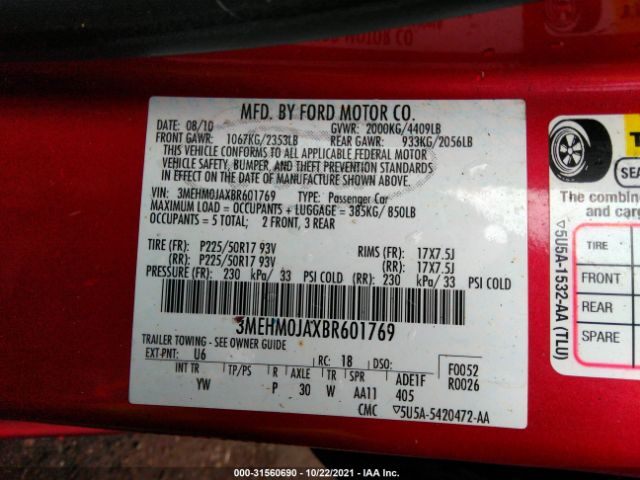 MOTOR CO
MFD. BY FORD MOTOR CO.
08/10 GVWR: 2000KG/4409LB
FRONT GAWR: 1067KG/2353LB REAR GAWR: 933KG/2056LB
THIS VEHICLE CONFORMS TO ALL APPLICABLE FEDERAL MOTOR
VEHICLE SAFETY, BUMPER, AND THEFT PREVENTION STANDARDS
IN EFFECT ON THE DATE OF MANUFACTURE SHOWN ABOVE.
VIN: 3MEHM0JAXBR601769 TYPE: Passenger Car
MAXIMUM LOAD = OCCUPANTS + LUGGAGE = 385KG/850LB
OCCUPANTS = 5 TOTAL; 2 FRONT, 3 REAR
TIRE (FR): P225/50R17 93V RIMS (FR): 17X7.5J
(RR): P225/50R17 93V (RR): 17X7.5J
PRESSURE (FR): 230 kPa/ 33 PSI COLD (RR): 230 kPa/ 33 PSI COLD
3MEHM0JAXBR601769
TRAILER TOWING - SEE OWNER GUIDE
EXT-PNT: U6 RC: 18 DSO: F0052
INT TR TP/PS R AXLE TR SPR ADE1F R0026
YW P 30 W AA11 405
CMC ▽5U5A-5420472-AA
▽5U5A-1532-AA (TLU)
The combine
and carg
TIRE
FRONT
REAR
SPARE
000-31560690 - 10/22/2021 - IAA Inc.